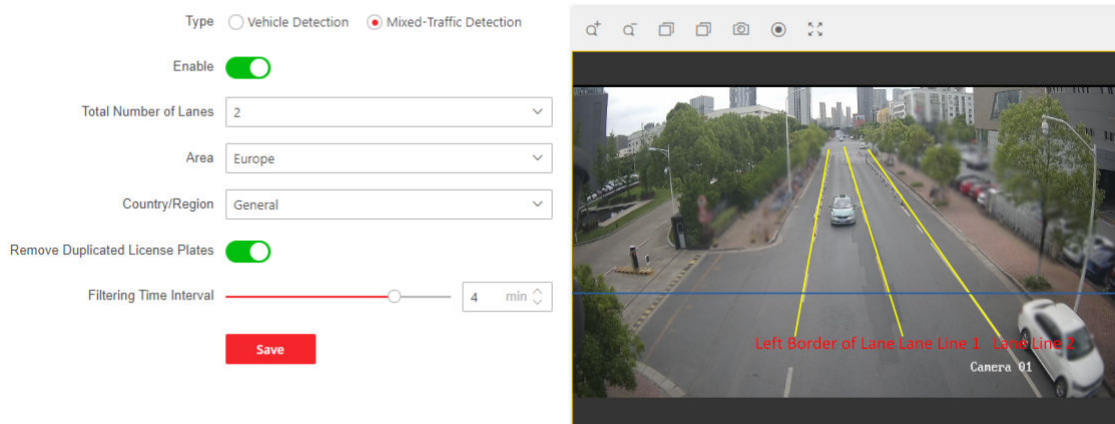 Type Vehicle Detection Mixed-Traffic Detection
Enable
Total Number of Lanes 2
Area Europe
Country/Region General
Remove Duplicated License Plates
Filtering Time Interval 4 min
Save
Left Border of Lane Lane Line 1 Lane Line 2
Camera 01